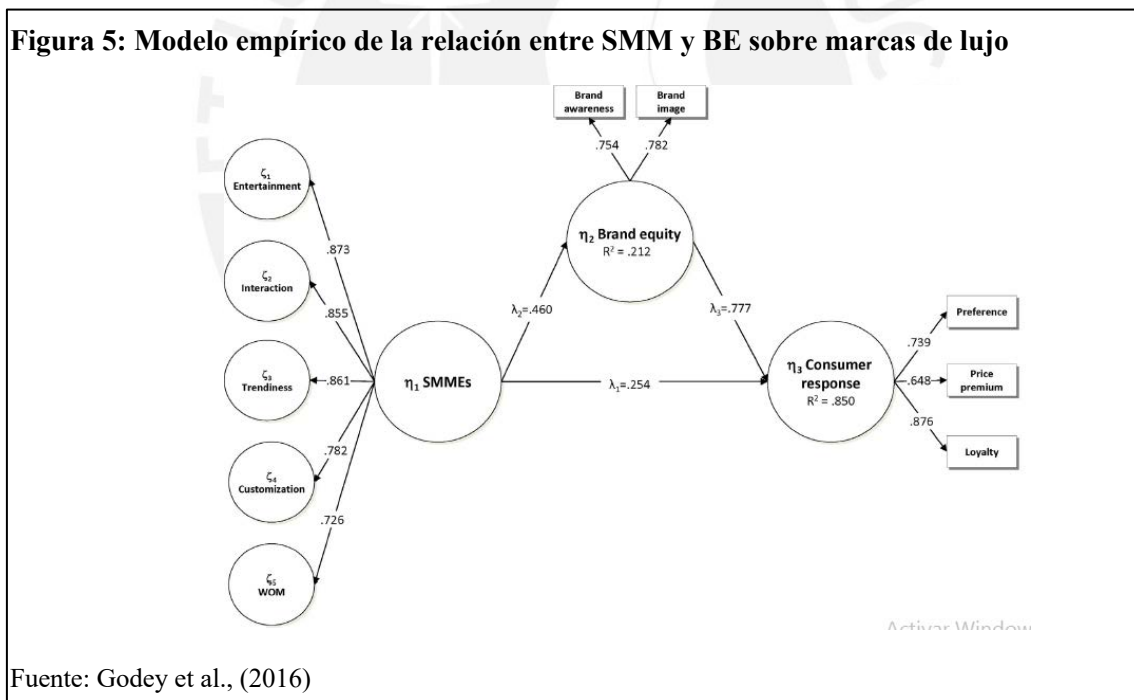 Figura 5: Modelo empírico de la relación entre SMM y BE sobre marcas de lujo
Brand
awareness
Brand
image
.754
.782
ζ1
Entertainment
η2 Brand equity
R² = .212
.873
ζ2
Interaction
.855
λ2=.460
λ3=.777
Preference
.739
ζ3
Trendiness
.861
η1 SMMEs
λ1=.254
η3 Consumer
response
R² = .850
.648
Price
premium
.876
.782
ζ4
Customization
Loyalty
.726
ζ5
WOM
Activar Window
Fuente: Godey et al., (2016)